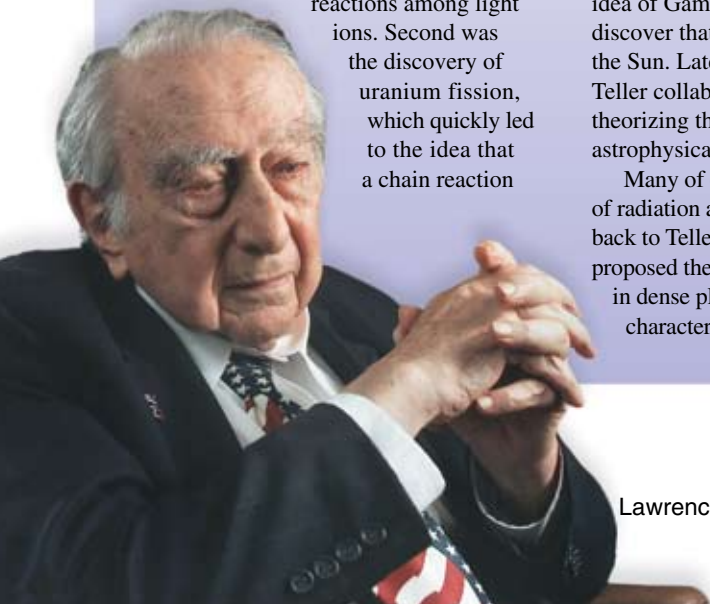 reactions among light
ions. Second was
the discovery of
uranium fission,
which quickly led
to the idea that
a chain reaction
idea of Gam
discover that
the Sun. Late
Teller collab
theorizing th
astrophysica
Many of
of radiation a
back to Telle
proposed the
in dense pl
character
Lawrenc